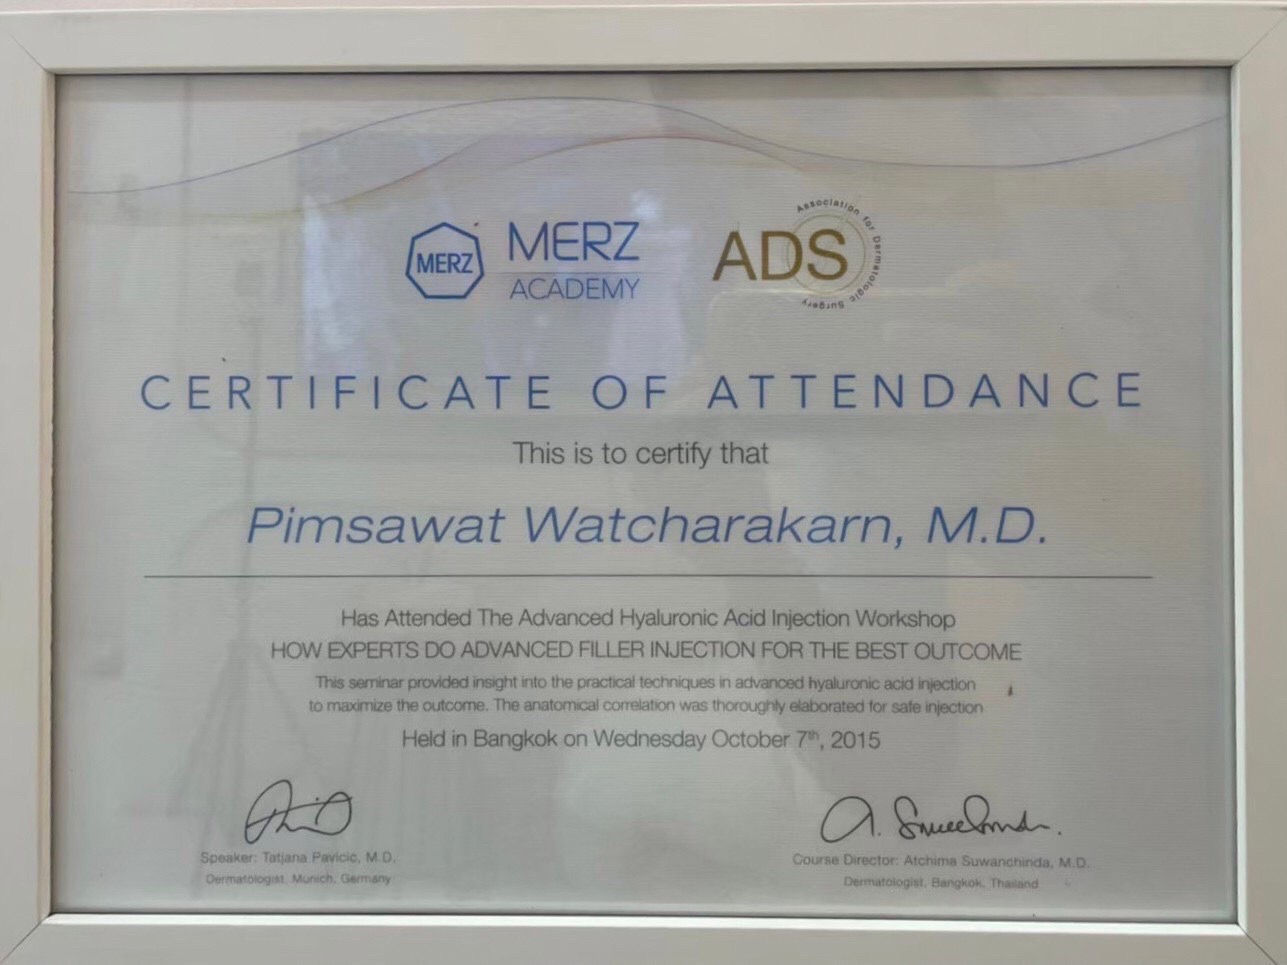 MERZ
MERZ
ACADEMY
ADS
Association for Dermatologic Surgery
CERTIFICATE OF ATTENDANCE
This is to certify that
Pimsawat Watcharakarn, M.D.
Has Attended The Advanced Hyaluronic Acid Injection Workshop
HOW EXPERTS DO ADVANCED FILLER INJECTION FOR THE BEST OUTCOME
This seminar provided insight into the practical techniques in advanced hyaluronic acid injection
to maximize the outcome. The anatomical correlation was thoroughly elaborated for safe injection
Held in Bangkok on Wednesday October 7th, 2015
Speaker: Tatjana Pavicic, M.D.
Dermatologist, Munich, Germany
Course Director: Atchima Suwanchinda, M.D.
Dermatologist, Bangkok, Thailand